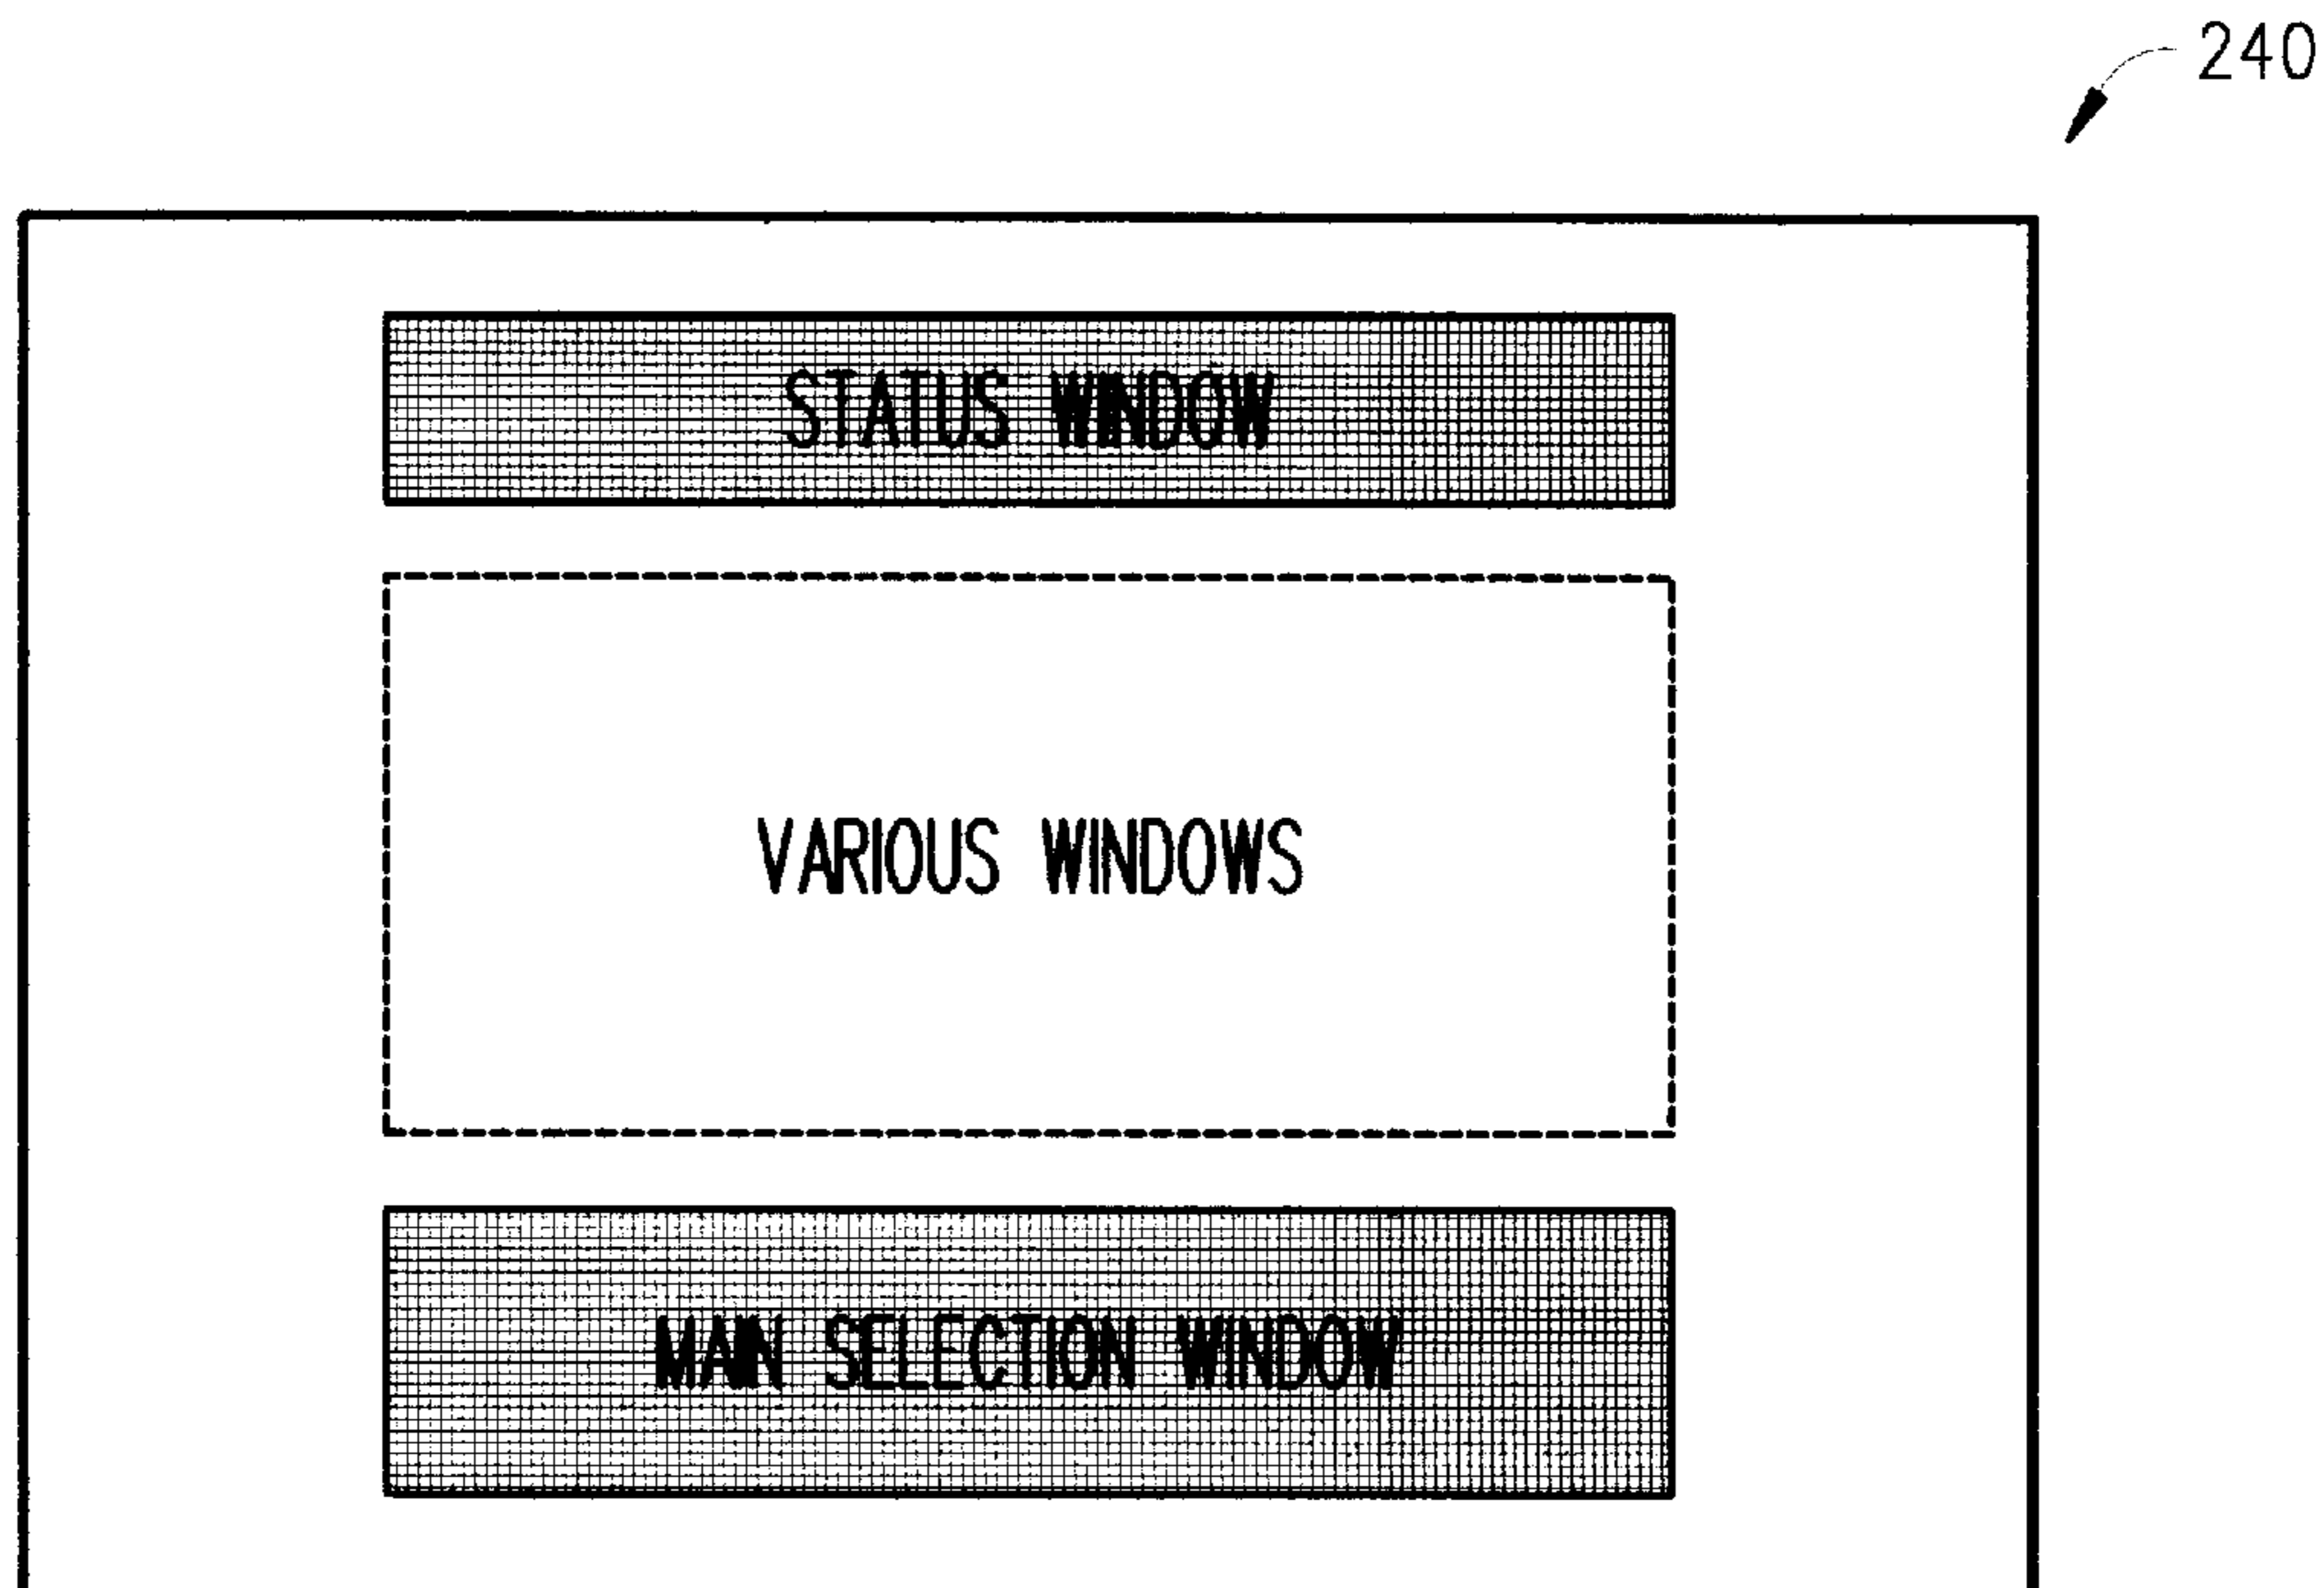 240
STATUS WINDOW
VARIOUS WINDOWS
MAIN SELECTION WINDOW